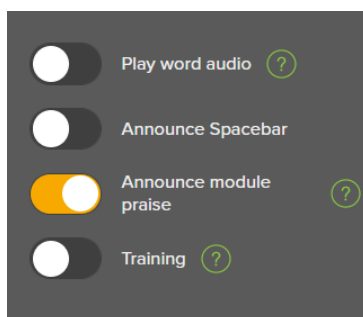 Play word audio ?
Announce Spacebar
Announce module
praise ?
Training ?